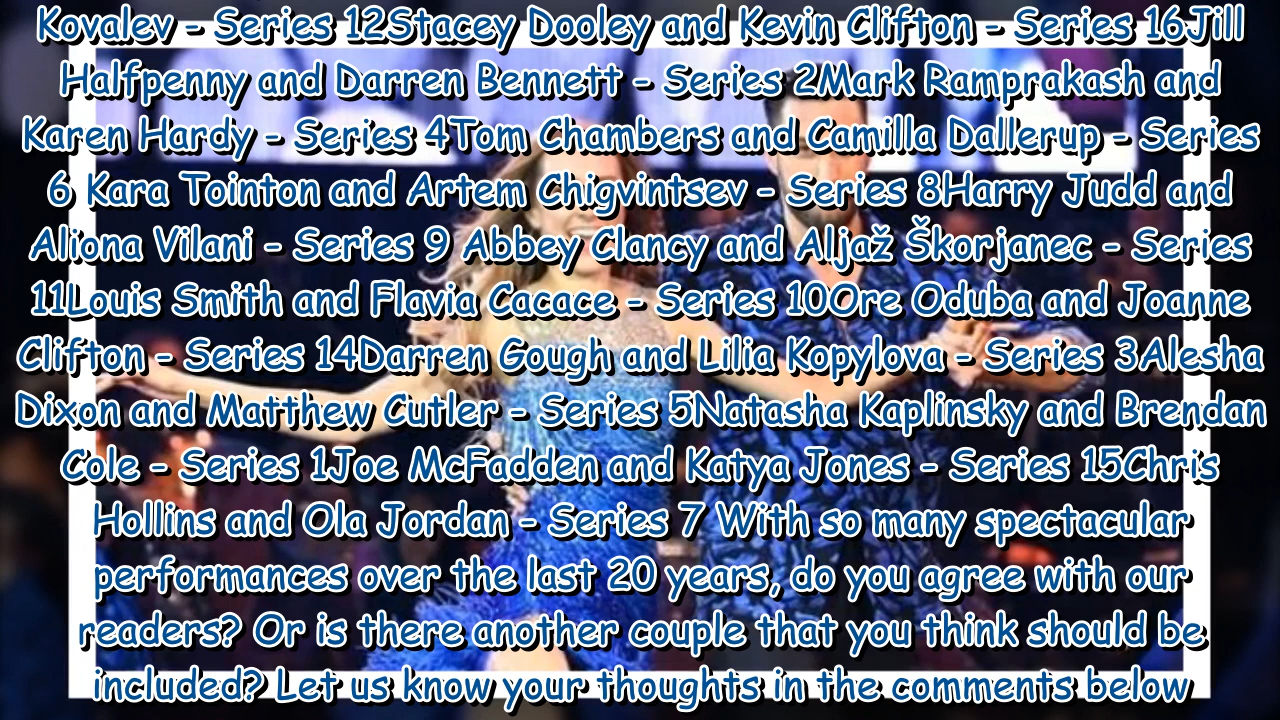 Kovalev – Series 12Stacey Dooley and Kevin Clifton – Series 16Jill
Halfpenny and Darren Bennett – Series 2Mark Ramprakash and
Karen Hardy – Series 4Tom Chambers and Camilla Dallerup – Series
6 Kara Tointon and Artem Chigvintsev – Series 8Harry Judd and
Aliona Vilani – Series 9 Abbey Clancy and Aljaž Škorjanec – Series
11Louis Smith and Flavia Cacace – Series 10Ore Oduba and Joanne
Clifton – Series 14Darren Gough and Lilia Kopylova – Series 3Alesha
Dixon and Matthew Cutler – Series 5Natasha Kaplinsky and Brendan
Cole – Series 1Joe McFadden and Katya Jones – Series 15Chris
Hollins and Ola Jordan – Series 7 With so many spectacular
performances over the last 20 years, do you agree with our
readers? Or is there another couple that you think should be
included? Let us know your thoughts in the comments below